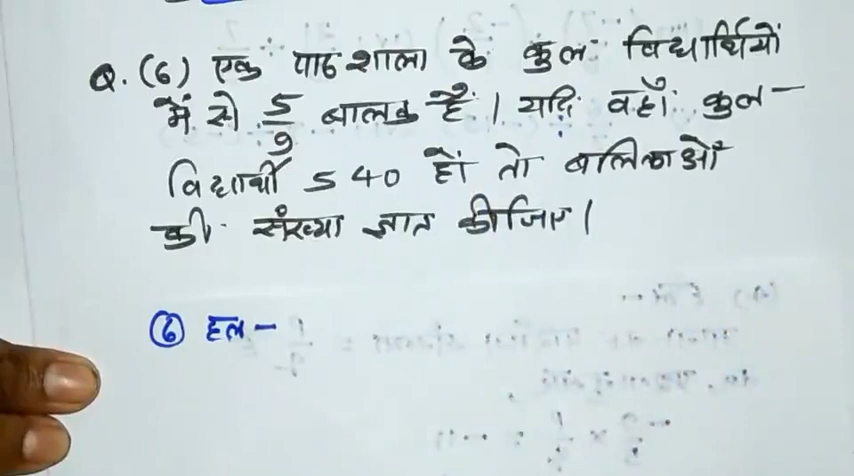 Q. (6) एक पाठशाला के कुल विद्यार्थियों
में से 5/9 बालक हैं । यदि वहाँ कुल
विद्यार्थी 540 हों तो बालिकाओं
की संख्या ज्ञात कीजिए।
⑥ हल -